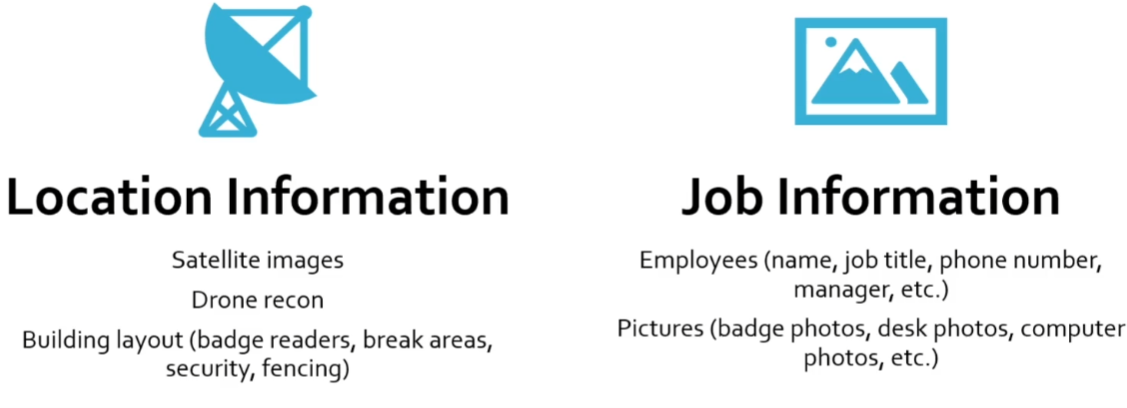 Location Information
Satellite images
Drone recon
Building layout (badge readers, break areas,
security, fencing)
Job Information
Employees (name, job title, phone number,
manager, etc.)
Pictures (badge photos, desk photos, computer
photos, etc.)